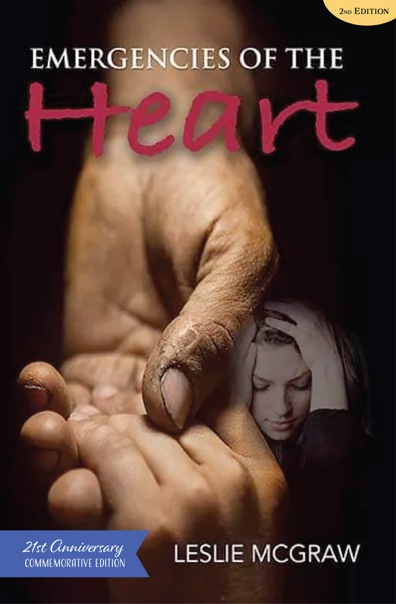 2ND EDITION
EMERGENCIES OF THE
Heart
21st Anniversary
COMMEMORATIVE EDITION
LESLIE MCGRAW